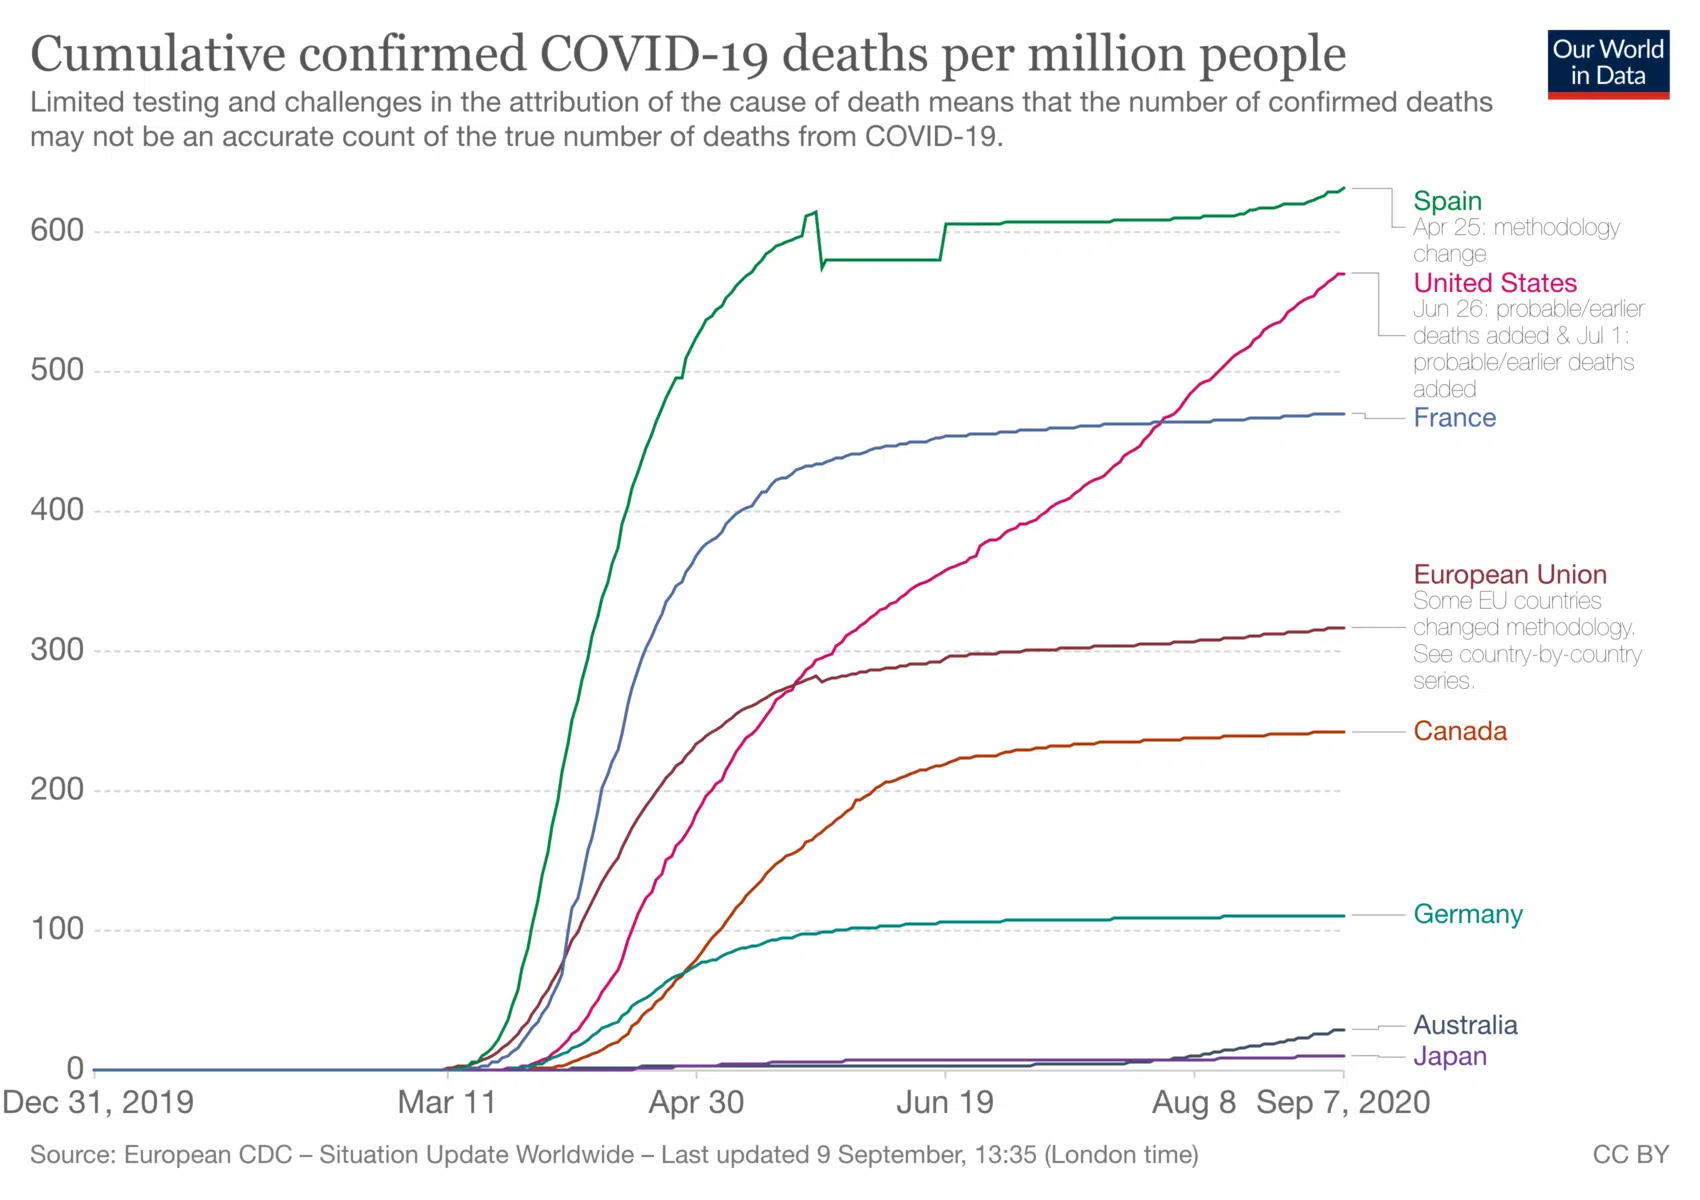 Cumulative confirmed COVID-19 deaths per million people
Our World
in Data
Limited testing and challenges in the attribution of the cause of death means that the number of confirmed deaths
may not be an accurate count of the true number of deaths from COVID-19.
600
500
400
300
200
100
0
Spain
Apr 25: methodology
change
United States
Jun 26: probable/earlier
deaths added & Jul 1:
probable/earlier deaths
added
France
European Union
Some EU countries
changed methodology.
See country-by-country
series.
Canada
Germany
Australia
Japan
Dec 31, 2019
Mar 11
Apr 30
Jun 19
Aug 8
Sep 7, 2020
Source: European CDC – Situation Update Worldwide – Last updated 9 September, 13:35 (London time)
CC BY